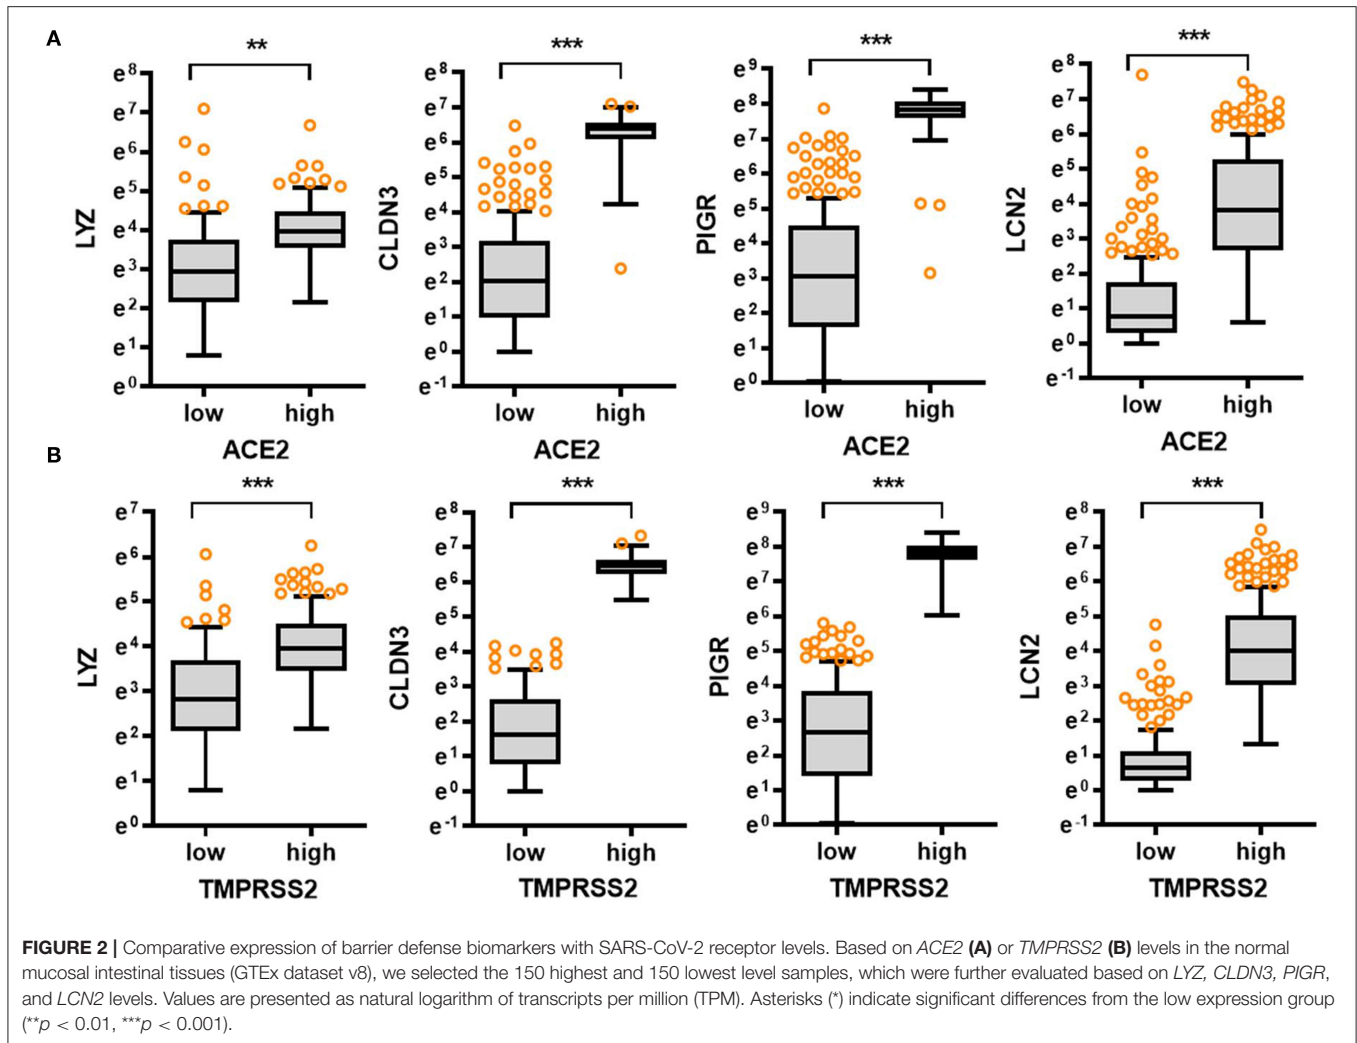 A
** *** *** ***
LYZ
e⁸
e⁷
e⁶
e⁵
e⁴
e³
e²
e¹
e⁰
low high
ACE2
CLDN3
e⁸
e⁷
e⁶
e⁵
e⁴
e³
e²
e¹
e⁰
e⁻¹
low high
ACE2
PIGR
e⁹
e⁸
e⁷
e⁶
e⁵
e⁴
e³
e²
e¹
e⁰
low high
ACE2
LCN2
e⁸
e⁷
e⁶
e⁵
e⁴
e³
e²
e¹
e⁰
e⁻¹
low high
ACE2
B
*** *** *** ***
LYZ
e⁷
e⁶
e⁵
e⁴
e³
e²
e¹
e⁰
low high
TMPRSS2
CLDN3
e⁸
e⁷
e⁶
e⁵
e⁴
e³
e²
e¹
e⁰
e⁻¹
low high
TMPRSS2
PIGR
e⁹
e⁸
e⁷
e⁶
e⁵
e⁴
e³
e²
e¹
e⁰
low high
TMPRSS2
LCN2
e⁸
e⁷
e⁶
e⁵
e⁴
e³
e²
e¹
e⁰
e⁻¹
low high
TMPRSS2
FIGURE 2 | Comparative expression of barrier defense biomarkers with SARS-CoV-2 receptor levels. Based on ACE2 (A) or TMPRSS2 (B) levels in the normal
mucosal intestinal tissues (GTEx dataset v8), we selected the 150 highest and 150 lowest level samples, which were further evaluated based on LYZ, CLDN3, PIGR,
and LCN2 levels. Values are presented as natural logarithm of transcripts per million (TPM). Asterisks (*) indicate significant differences from the low expression group
(**p < 0.01, ***p < 0.001).